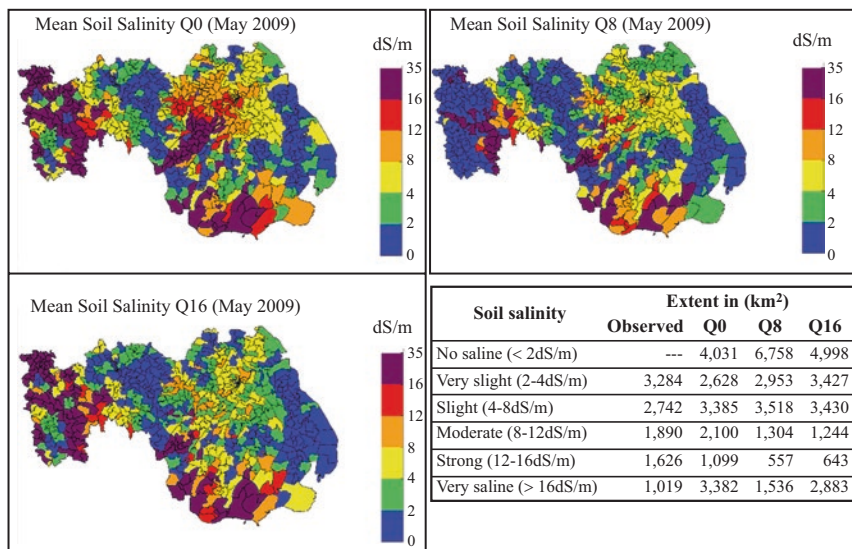 Mean Soil Salinity Q0 (May 2009)
dS/m
35
16
12
8
4
2
0
Mean Soil Salinity Q8 (May 2009)
dS/m
35
16
12
8
4
2
0
Mean Soil Salinity Q16 (May 2009)
dS/m
35
16
12
8
4
2
0
Soil salinity Extent in (km²)
Observed Q0 Q8 Q16
No saline (< 2dS/m) --- 4,031 6,758 4,998
Very slight (2-4dS/m) 3,284 2,628 2,953 3,427
Slight (4-8dS/m) 2,742 3,385 3,518 3,430
Moderate (8-12dS/m) 1,890 2,100 1,304 1,244
Strong (12-16dS/m) 1,626 1,099 557 643
Very saline (> 16dS/m) 1,019 3,382 1,536 2,883